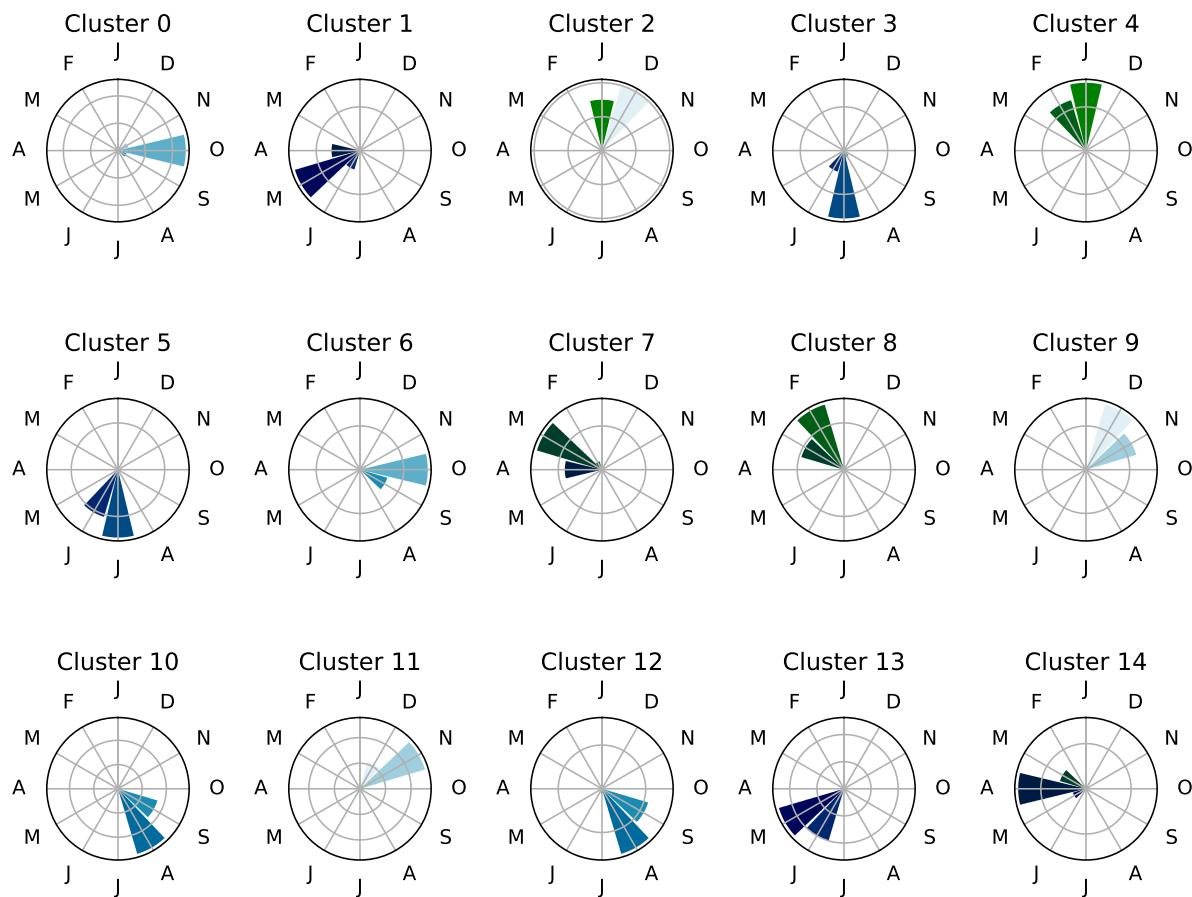 Cluster 0 Cluster 1 Cluster 2 Cluster 3 Cluster 4
J J J J J
F D F D F D F D F D
M N M N M N M N M N
A O A O A O A O A O
M S M S M S M S M S
J A J A J A J A J A
J J J J J
Cluster 5 Cluster 6 Cluster 7 Cluster 8 Cluster 9
J J J J J
F D F D F D F D F D
M N M N M N M N M N
A O A O A O A O A O
M S M S M S M S M S
J A J A J A J A J A
J J J J J
Cluster 10 Cluster 11 Cluster 12 Cluster 13 Cluster 14
J J J J J
F D F D F D F D F D
M N M N M N M N M N
A O A O A O A O A O
M S M S M S M S M S
J A J A J A J A J A
J J J J J